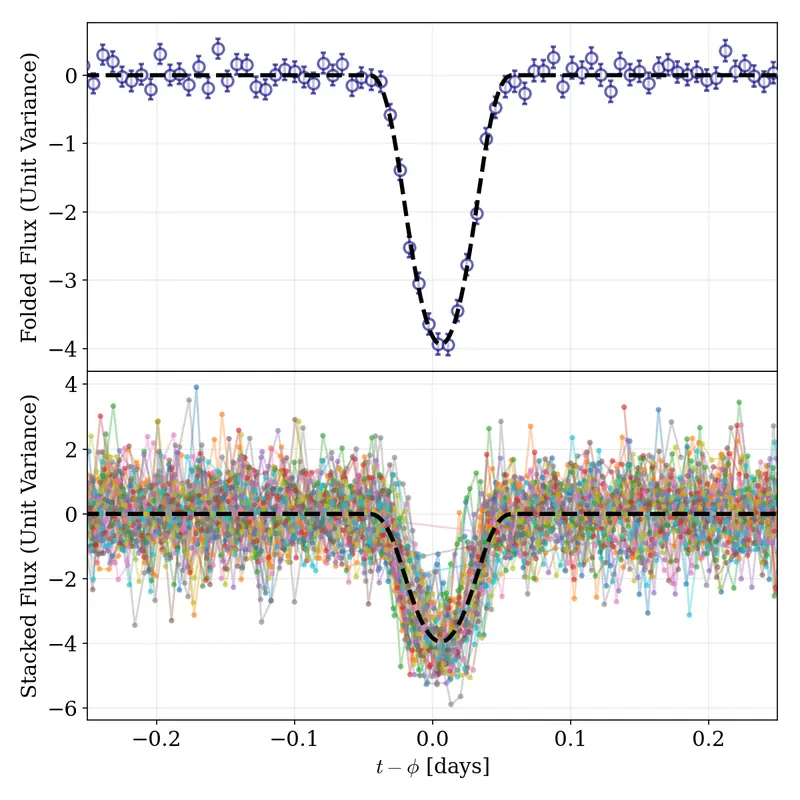 Folded Flux (Unit Variance)
0
−1
−2
−3
−4
Stacked Flux (Unit Variance)
4
2
0
−2
−4
−6
−0.2 −0.1 0.0 0.1 0.2
t − ϕ [days]